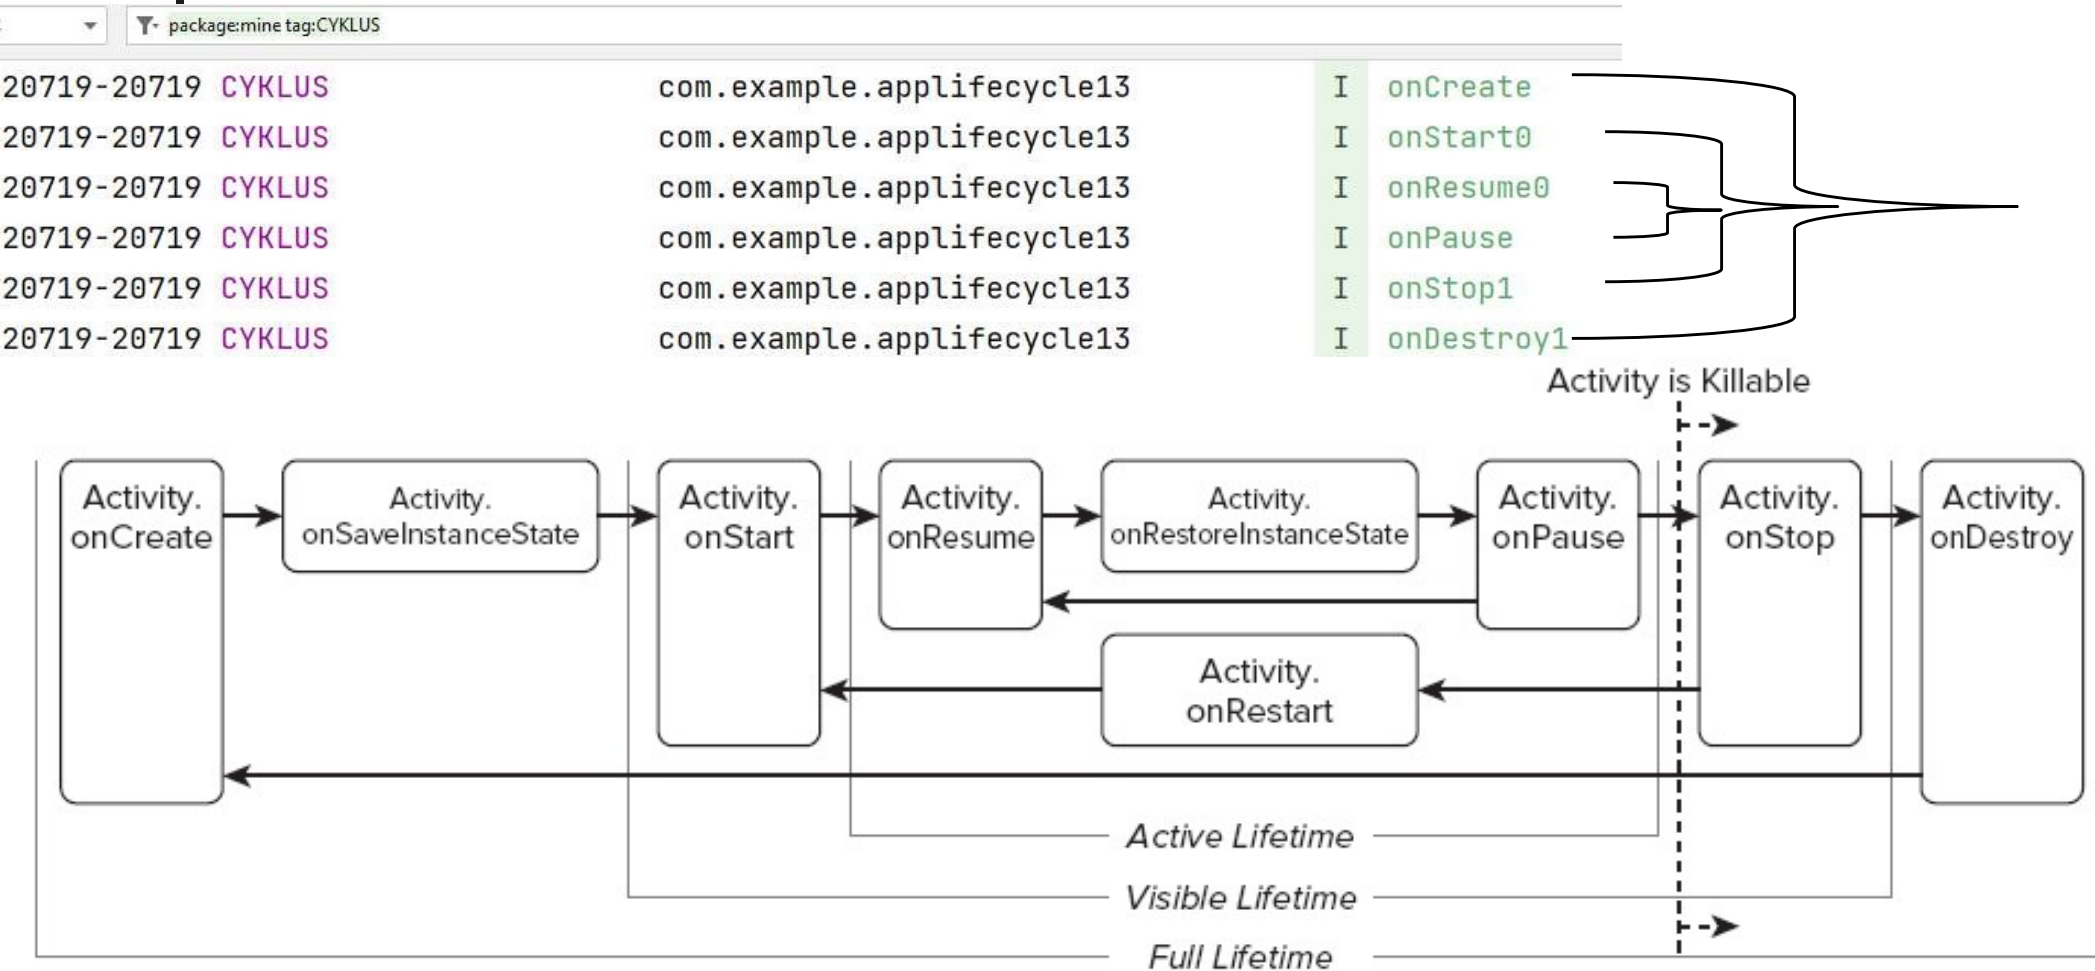 package:mine tag:CYKLUS
20719-20719 CYKLUS com.example.applifecycle13 I onCreate
20719-20719 CYKLUS com.example.applifecycle13 I onStart0
20719-20719 CYKLUS com.example.applifecycle13 I onResume0
20719-20719 CYKLUS com.example.applifecycle13 I onPause
20719-20719 CYKLUS com.example.applifecycle13 I onStop1
20719-20719 CYKLUS com.example.applifecycle13 I onDestroy1
Activity is Killable
Activity.
onCreate
Activity.
onSaveInstanceState
Activity.
onStart
Activity.
onResume
Activity.
onRestoreInstanceState
Activity.
onPause
Activity.
onStop
Activity.
onDestroy
Activity.
onRestart
Active Lifetime
Visible Lifetime
Full Lifetime